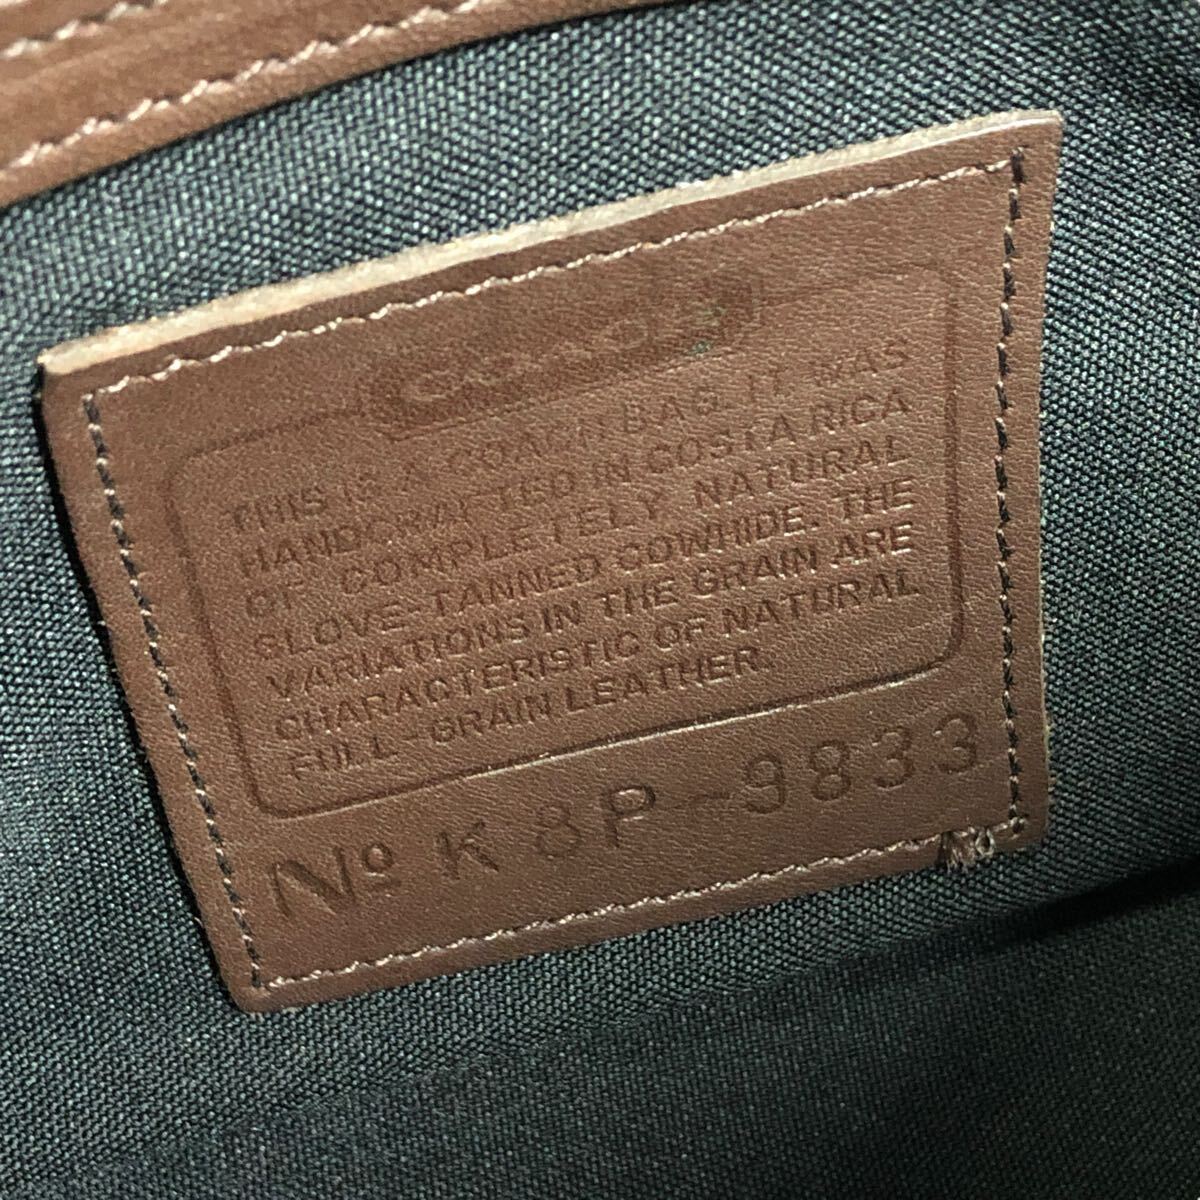 COACH
THIS IS A COACH BAG. IT WAS
HANDCRAFTED IN COSTA RICA
OF COMPLETELY NATURAL
GLOVE-TANNED COWHIDE. THE
VARIATIONS IN THE GRAIN ARE
CHARACTERISTIC OF NATURAL
FULL-GRAIN LEATHER.
No K8P-9833